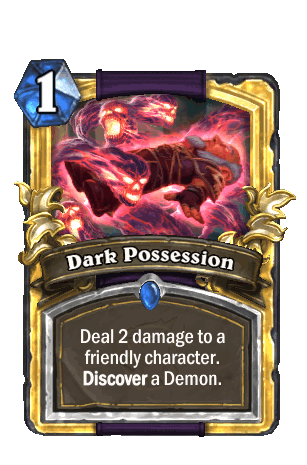 1
Dark Possession
Deal 2 damage to a
friendly character.
Discover a Demon.